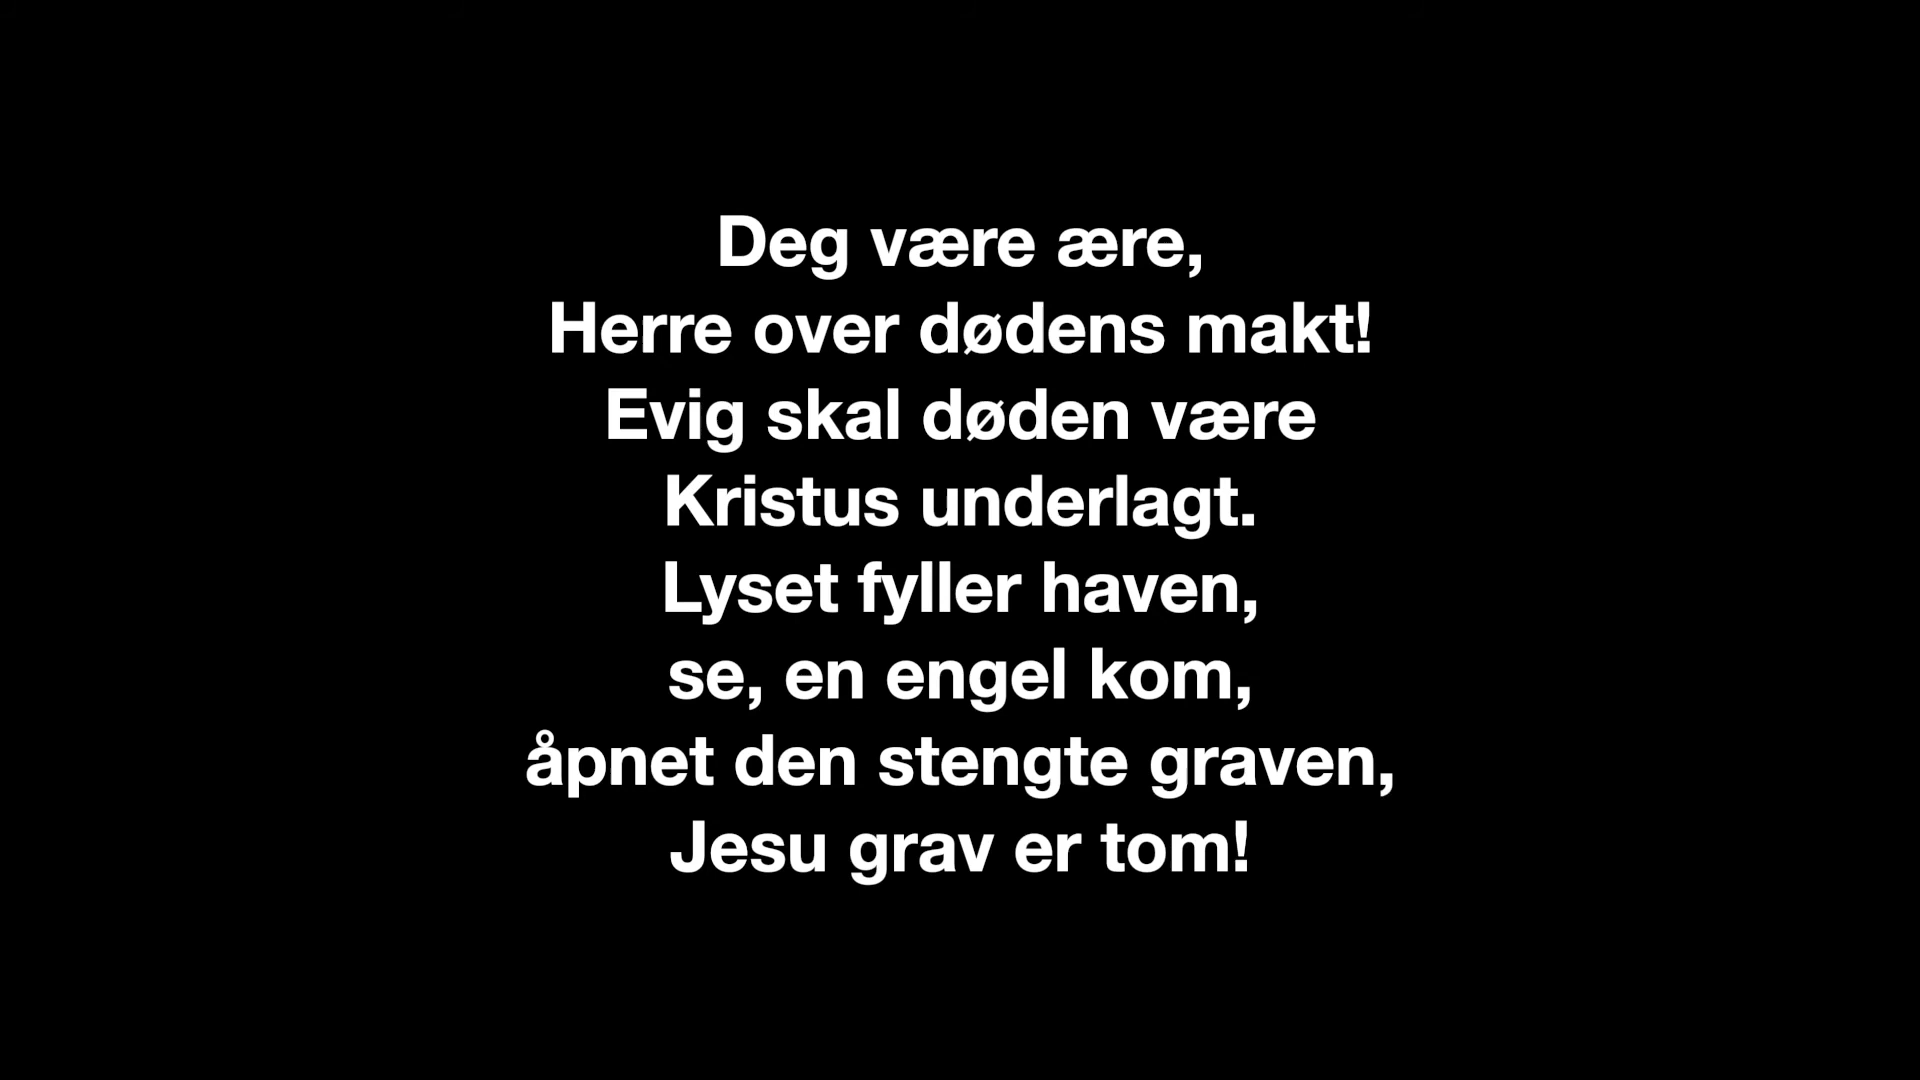 Deg være ære,
Herre over dødens makt!
Evig skal døden være
Kristus underlagt.
Lyset fyller haven,
se, en engel kom,
åpnet den stengte graven,
Jesu grav er tom!